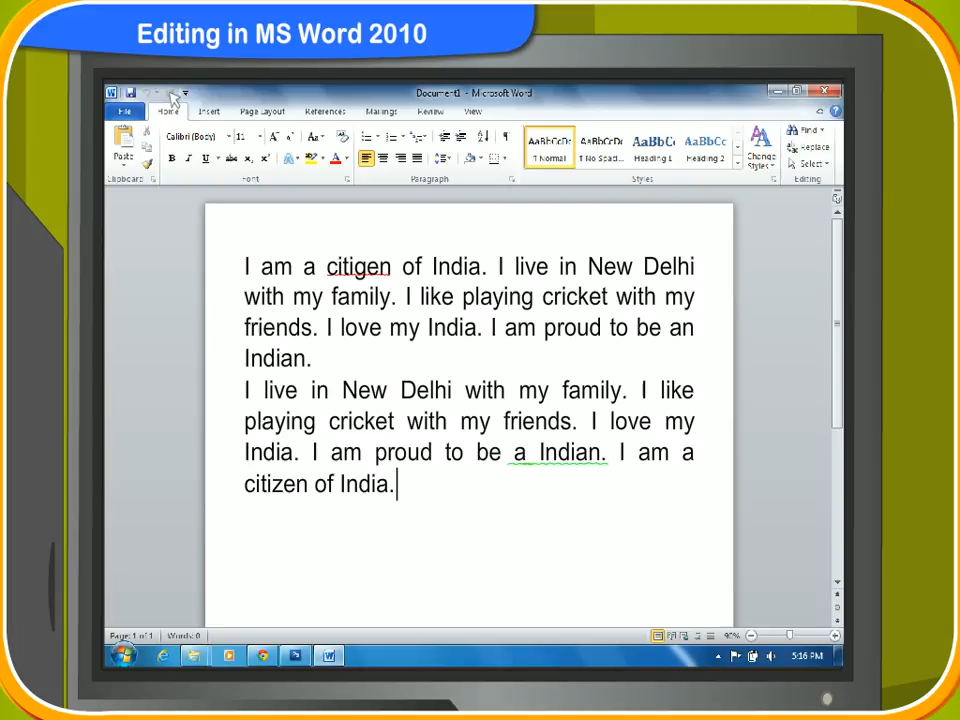 Editing in MS Word 2010
Document1 - Microsoft Word
File Home Insert Page Layout References Mailings Review View
Calibri (Body) 11
AaBbCcDc AaBbCcDc AaBbC AaBbCc
Find
Replace
Select
Paste
¶ Normal ¶ No Spac... Heading 1 Heading 2
Change Styles
Clipboard Font Paragraph Styles Editing
I am a citigen of India. I live in New Delhi
with my family. I like playing cricket with my
friends. I love my India. I am proud to be an
Indian.
I live in New Delhi with my family. I like
playing cricket with my friends. I love my
India. I am proud to be a Indian. I am a
citizen of India.
Page: 1 of 1 Words: 0 90%
5:16 PM